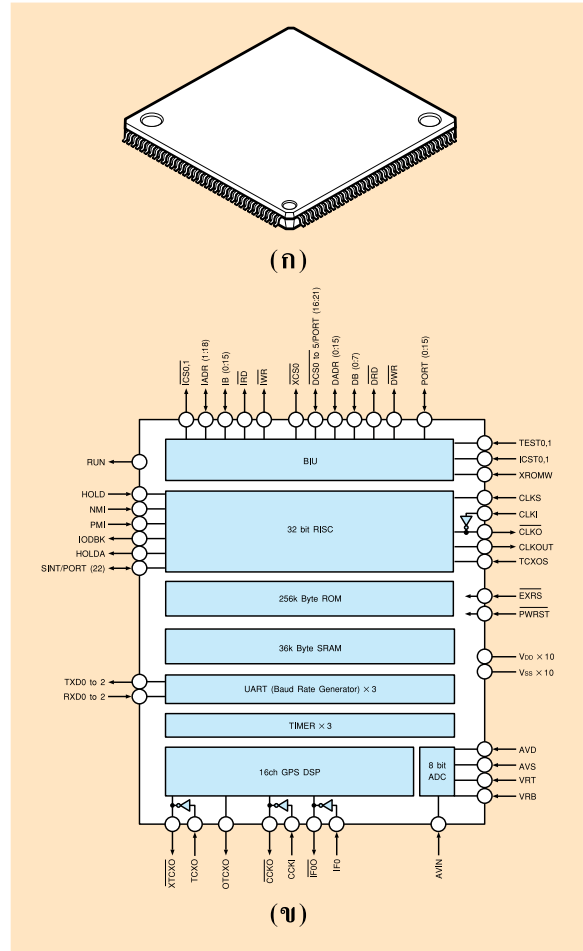 (ก)
ICS0,1
IADR (1:18)
IB (0:15)
IRD
IWR
XCS0
DCS0 to 5/PORT (16:21)
DADR (0:15)
DB (0:7)
DRD
DWR
PORT (0:15)
BIU
TEST0,1
ICST0,1
XROMW
RUN
HOLD
NMI
PMI
IODBK
HOLDA
SINT/PORT (22)
32 bit RISC
CLKS
CLKI
CLKO
CLKOUT
TCXOS
256k Byte ROM
EXRS
PWRST
36k Byte SRAM
VDD × 10
VSS × 10
TXD0 to 2
RXD0 to 2
UART (Baud Rate Generator) × 3
TIMER × 3
16ch GPS DSP
8 bit
ADC
AVD
AVS
VRT
VRB
XTCXO
TCXO
OTCXO
CCKO
CCKI
IF0O
IF0
AVIN
(ข)